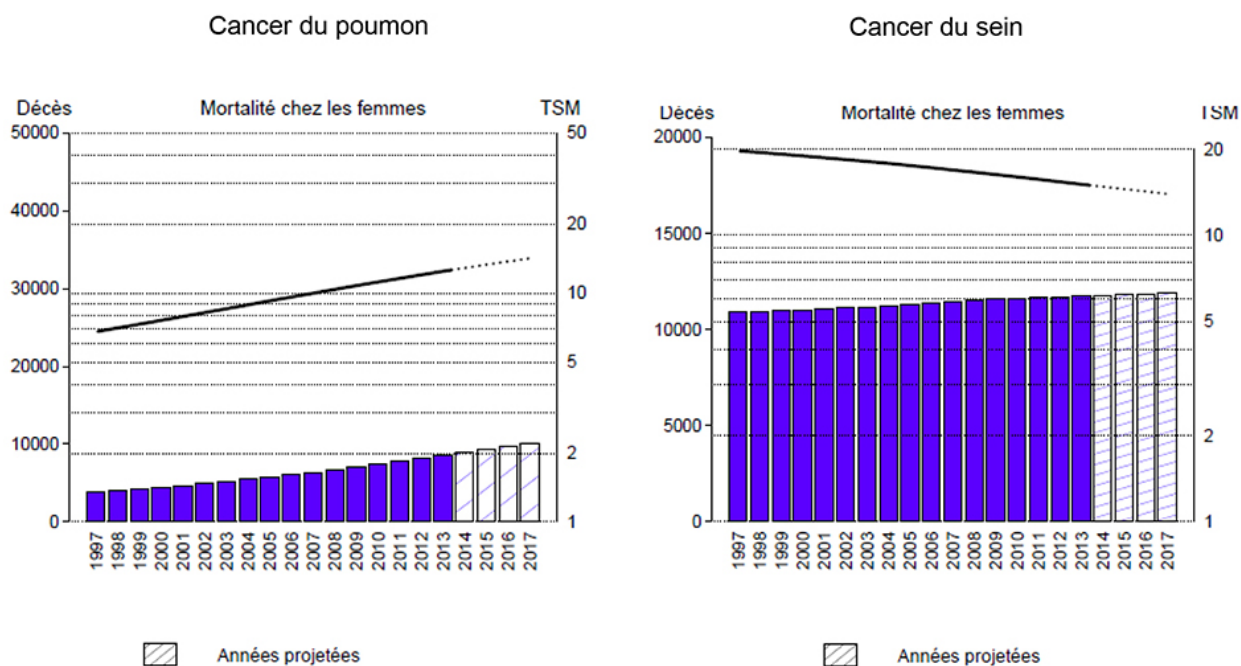 Cancer du poumon
Décès Mortalité chez les femmes TSM
50000
40000
30000
20000
10000
0
50
20
10
5
2
1
1997 1998 1999 2000 2001 2002 2003 2004 2005 2006 2007 2008 2009 2010 2011 2012 2013 2014 2015 2016 2017
Années projetées
Cancer du sein
Décès Mortalité chez les femmes TSM
20000
15000
10000
5000
0
20
10
5
2
1
1997 1998 1999 2000 2001 2002 2003 2004 2005 2006 2007 2008 2009 2010 2011 2012 2013 2014 2015 2016 2017
Années projetées